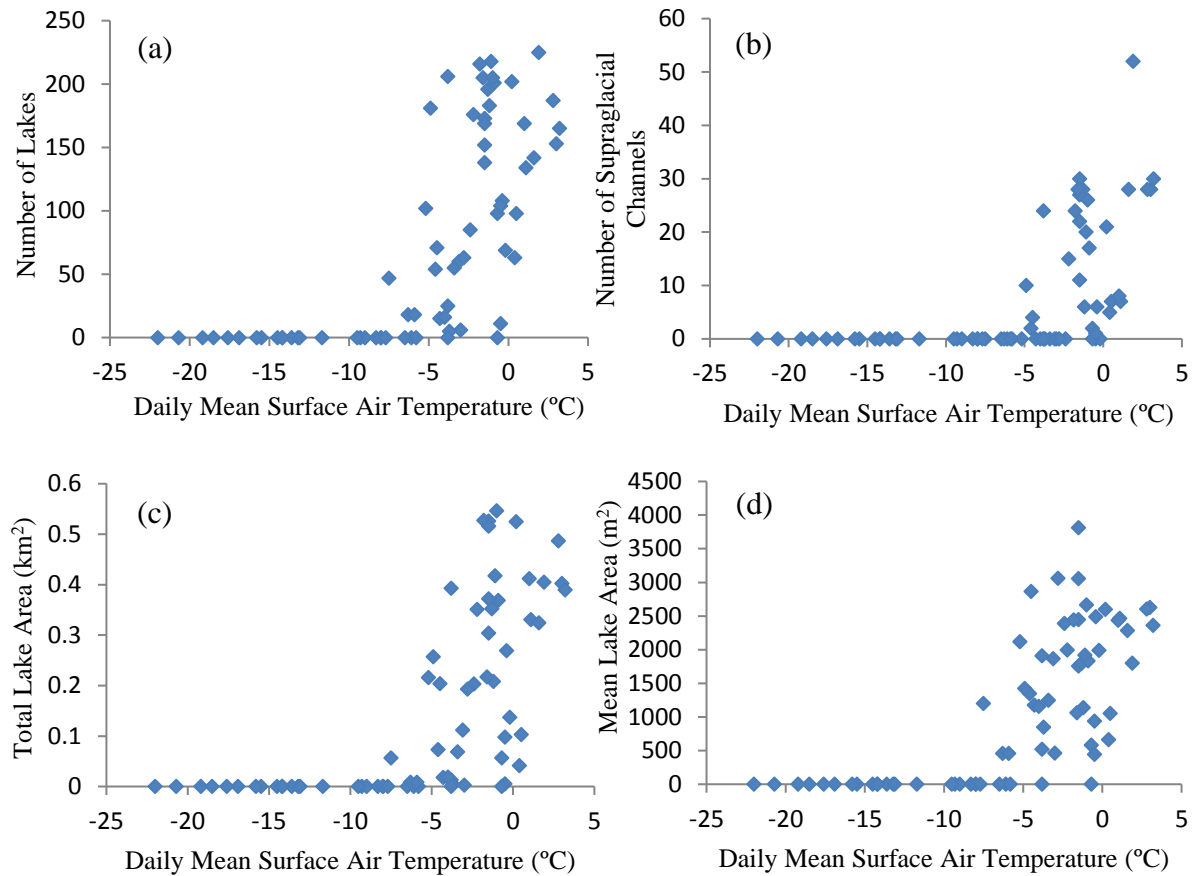 (a)
Number of Lakes
250
200
150
100
50
0
-25 -20 -15 -10 -5 0 5
Daily Mean Surface Air Temperature (ºC)
(b)
Number of Supraglacial
Channels
60
50
40
30
20
10
0
-25 -20 -15 -10 -5 0 5
Daily Mean Surface Air Temperature (ºC)
(c)
Total Lake Area (km²)
0.6
0.5
0.4
0.3
0.2
0.1
0
-25 -20 -15 -10 -5 0 5
Daily Mean Surface Air Temperature (ºC)
(d)
Mean Lake Area (m²)
4500
4000
3500
3000
2500
2000
1500
1000
500
0
-25 -20 -15 -10 -5 0 5
Daily Mean Surface Air Temperature (ºC)